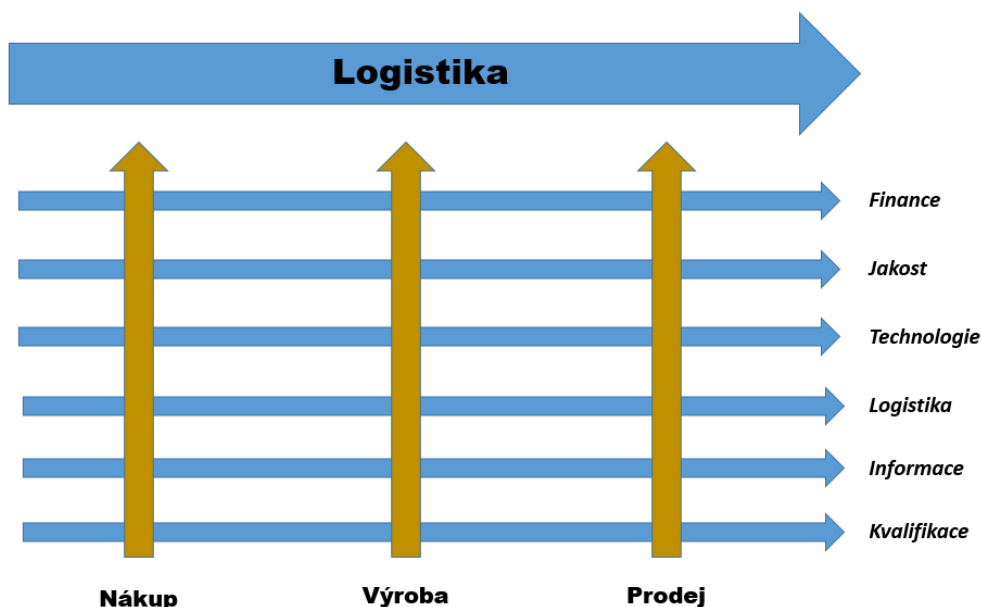 Logistika
Finance
Jakost
Technologie
Logistika
Informace
Kvalifikace
Nákup
Výroba
Prodej